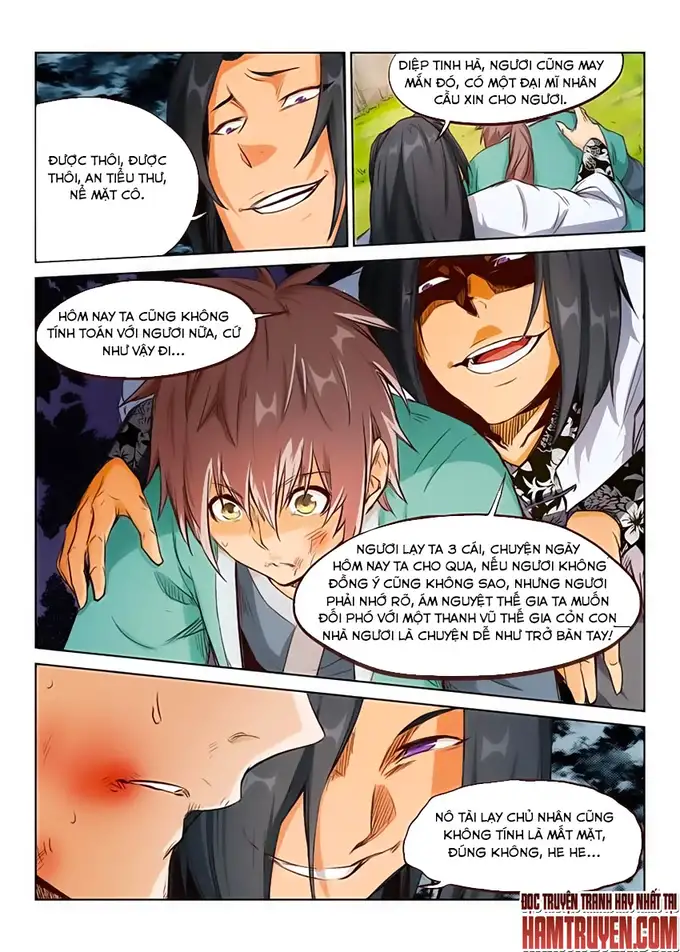 ĐƯỢC THÔI, ĐƯỢC
THÔI, AN TIỂU THƯ,
NỂ MẶT CÔ.
DIỆP TINH HÀ, NGƯƠI CŨNG MAY
MẮN ĐÓ, CÓ MỘT ĐẠI MĨ NHÂN
CẦU XIN CHO NGƯƠI.
HÔM NAY TA CŨNG KHÔNG
TÍNH TOÁN VỚI NGƯƠI NỮA, CỨ
NHƯ VẬY ĐI...
NGƯƠI LẠY TA 3 CÁI, CHUYỆN NGÀY
HÔM NAY TA CHO QUA, NẾU NGƯƠI KHÔNG
ĐỒNG Ý CŨNG KHÔNG SAO, NHƯNG NGƯƠI
PHẢI NHỚ RÕ, ÁM NGUYỆT THẾ GIA TA MUỐN
ĐỐI PHÓ VỚI MỘT THANH VŨ THẾ GIA CỎN CON
NHÀ NGƯƠI LÀ CHUYỆN DỄ NHƯ TRỞ BÀN TAY!
NÔ TÀI LẠY CHỦ NHÂN CŨNG
KHÔNG TÍNH LÀ MẤT MẶT,
ĐÚNG KHÔNG, HE HE...
ĐỌC TRUYỆN TRANH HAY NHẤT TẠI
HAMTRUYEN.COM